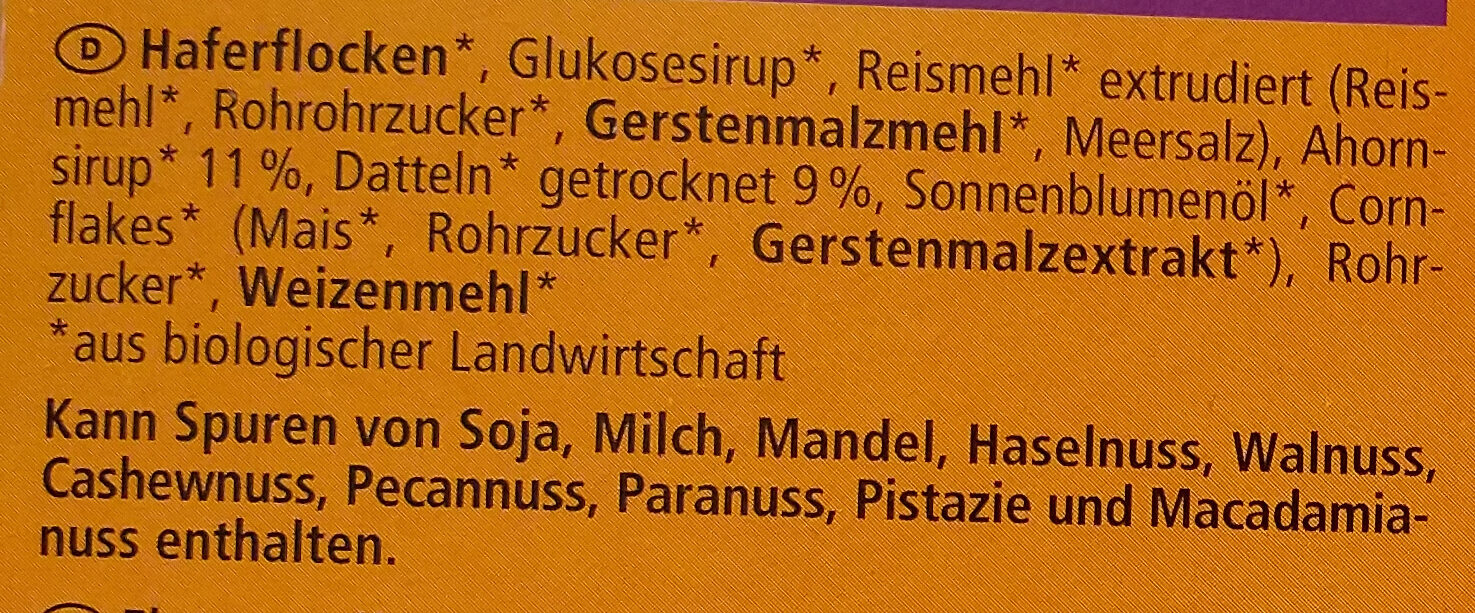 D Haferflocken*, Glukosesirup*, Reismehl* extrudiert (Reis-
mehl*, Rohrohrzucker*, Gerstenmalzmehl*, Meersalz), Ahorn-
sirup* 11 %, Datteln* getrocknet 9 %, Sonnenblumenöl*, Corn-
flakes* (Mais*, Rohrzucker*, Gerstenmalzextrakt*), Rohr-
zucker*, Weizenmehl*
*aus biologischer Landwirtschaft
Kann Spuren von Soja, Milch, Mandel, Haselnuss, Walnuss,
Cashewnuss, Pecannuss, Paranuss, Pistazie und Macadamia-
nuss enthalten.